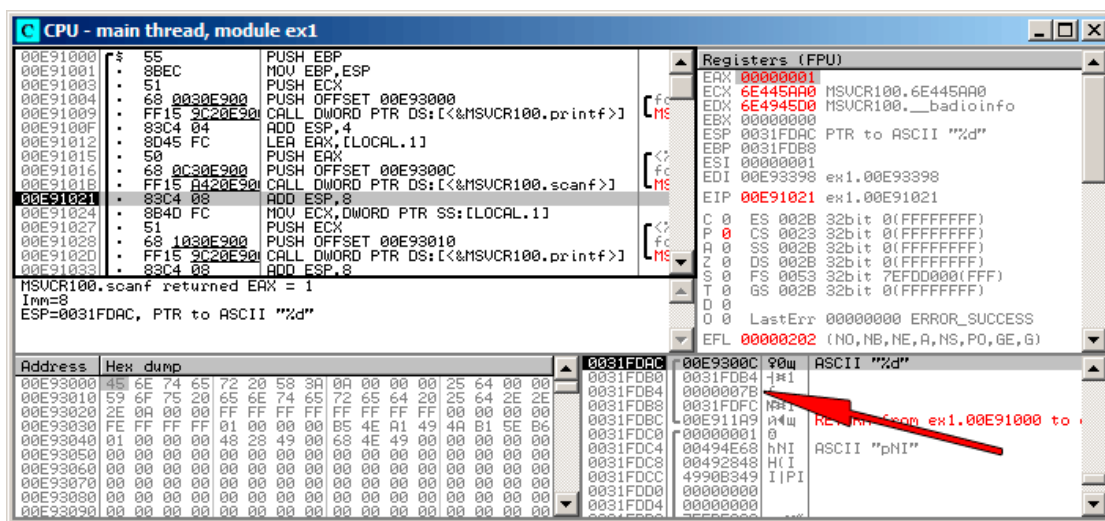 C CPU - main thread, module ex1
00E91000 $ 55 PUSH EBP
00E91001 . 8BEC MOV EBP,ESP
00E91003 . 51 PUSH ECX
00E91004 . 68 0030E900 PUSH OFFSET 00E93000
00E91009 . FF15 9C20E90 CALL DWORD PTR DS:[<&MSVCR100.printf>]
00E9100F . 83C4 04 ADD ESP,4
00E91012 . 8D45 FC LEA EAX,[LOCAL.1]
00E91015 . 50 PUSH EAX
00E91016 . 68 0C30E900 PUSH OFFSET 00E9300C
00E9101B . FF15 A420E90 CALL DWORD PTR DS:[<&MSVCR100.scanf>]
00E91021 . 83C4 08 ADD ESP,8
00E91024 . 8B4D FC MOV ECX,DWORD PTR SS:[LOCAL.1]
00E91027 . 51 PUSH ECX
00E91028 . 68 1030E900 PUSH OFFSET 00E93010
00E9102D . FF15 9C20E90 CALL DWORD PTR DS:[<&MSVCR100.printf>]
00E91033 . 83C4 08 ADD ESP,8
MSVCR100.scanf returned EAX = 1
Imm=8
ESP=0031FDAC, PTR to ASCII "%d"
Registers (FPU)
EAX 00000001
ECX 6E445AA0 MSVCR100.6E445AA0
EDX 6E4945D0 MSVCR100.__badioinfo
EBX 00000000
ESP 0031FDAC PTR to ASCII "%d"
EBP 0031FDB8
ESI 00000001
EDI 00E93398 ex1.00E93398
EIP 00E91021 ex1.00E91021
C 0 ES 002B 32bit 0(FFFFFFFF)
P 0 CS 0023 32bit 0(FFFFFFFF)
A 0 SS 002B 32bit 0(FFFFFFFF)
Z 0 DS 002B 32bit 0(FFFFFFFF)
S 0 FS 0053 32bit 7EFDD000(FFF)
T 0 GS 002B 32bit 0(FFFFFFFF)
D 0
O 0 LastErr 00000000 ERROR_SUCCESS
EFL 00000202 (NO,NB,NE,A,NS,PO,GE,G)
Address Hex dump
00E93000 45 6E 74 65 72 20 58 3A 0A 00 00 00 25 64 00 00
00E93010 59 6F 75 20 65 6E 74 65 72 65 64 20 25 64 2E 2E
00E93020 2E 0A 00 00 FF FF FF FF FF FF FF FF 00 00 00 00
00E93030 FE FF FF FF 01 00 00 00 B5 4E A1 49 4A B1 5E B6
00E93040 01 00 00 00 48 28 49 00 68 4E 49 00 00 00 00 00
00E93050 00 00 00 00 00 00 00 00 00 00 00 00 00 00 00 00
00E93060 00 00 00 00 00 00 00 00 00 00 00 00 00 00 00 00
00E93070 00 00 00 00 00 00 00 00 00 00 00 00 00 00 00 00
00E93080 00 00 00 00 00 00 00 00 00 00 00 00 00 00 00 00
00E93090 00 00 00 00 00 00 00 00 00 00 00 00 00 00 00 00
0031FDAC 00E9300C ASCII "%d"
0031FDB0 0031FDB4
0031FDB4 0000007B
0031FDB8 0031FDFC
0031FDBC 00E911A9 RETURN from ex1.00E91000 to
0031FDC0 00000001
0031FDC4 00494E68 hNI ASCII "pNI"
0031FDC8 00492848 H(I
0031FDCC 4990B349 I|PI
0031FDD0 00000000
0031FDD4 00000000